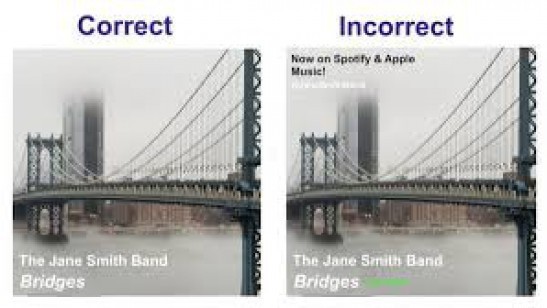 Correct
The Jane Smith Band
Bridges
Incorrect
Now on Spotify & Apple
Music!
The Jane Smith Band
Bridges